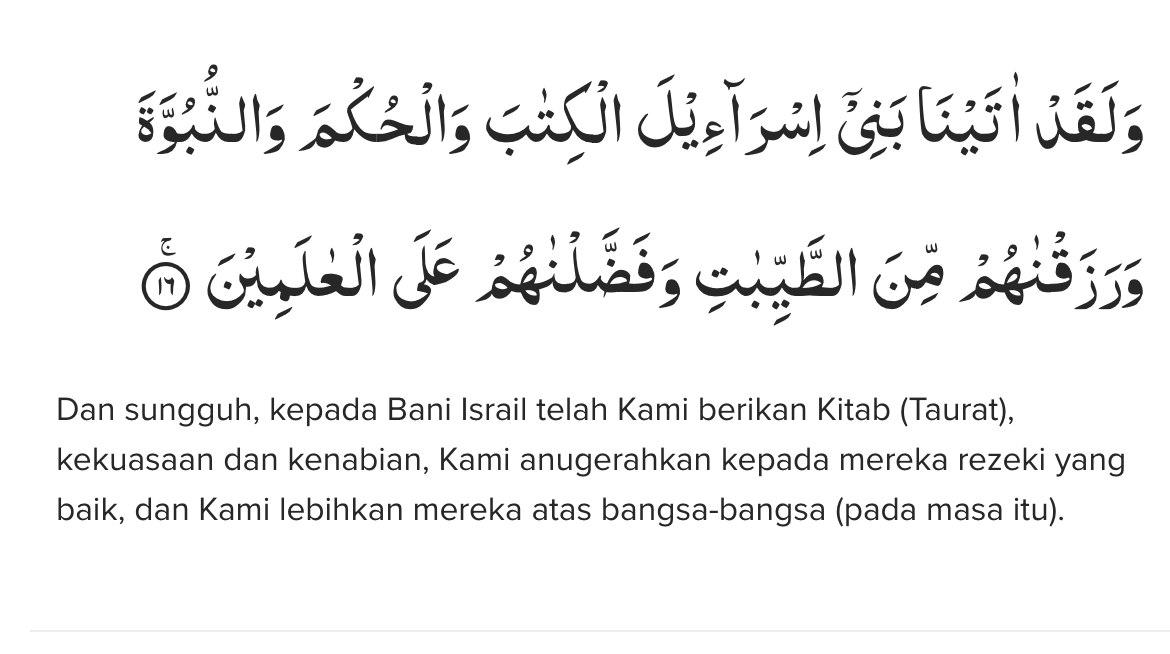 وَلَقَدْ اٰتَيْنَا بَنِيْٓ اِسْرَاۤءِيْلَ الْكِتٰبَ وَالْحُكْمَ وَالنُّبُوَّةَ
وَرَزَقْنٰهُمْ مِّنَ الطَّيِّبٰتِ وَفَضَّلْنٰهُمْ عَلَى الْعٰلَمِيْنَ ۚ ١٦
Dan sungguh, kepada Bani Israil telah Kami berikan Kitab (Taurat),
kekuasaan dan kenabian, Kami anugerahkan kepada mereka rezeki yang
baik, dan Kami lebihkan mereka atas bangsa-bangsa (pada masa itu).